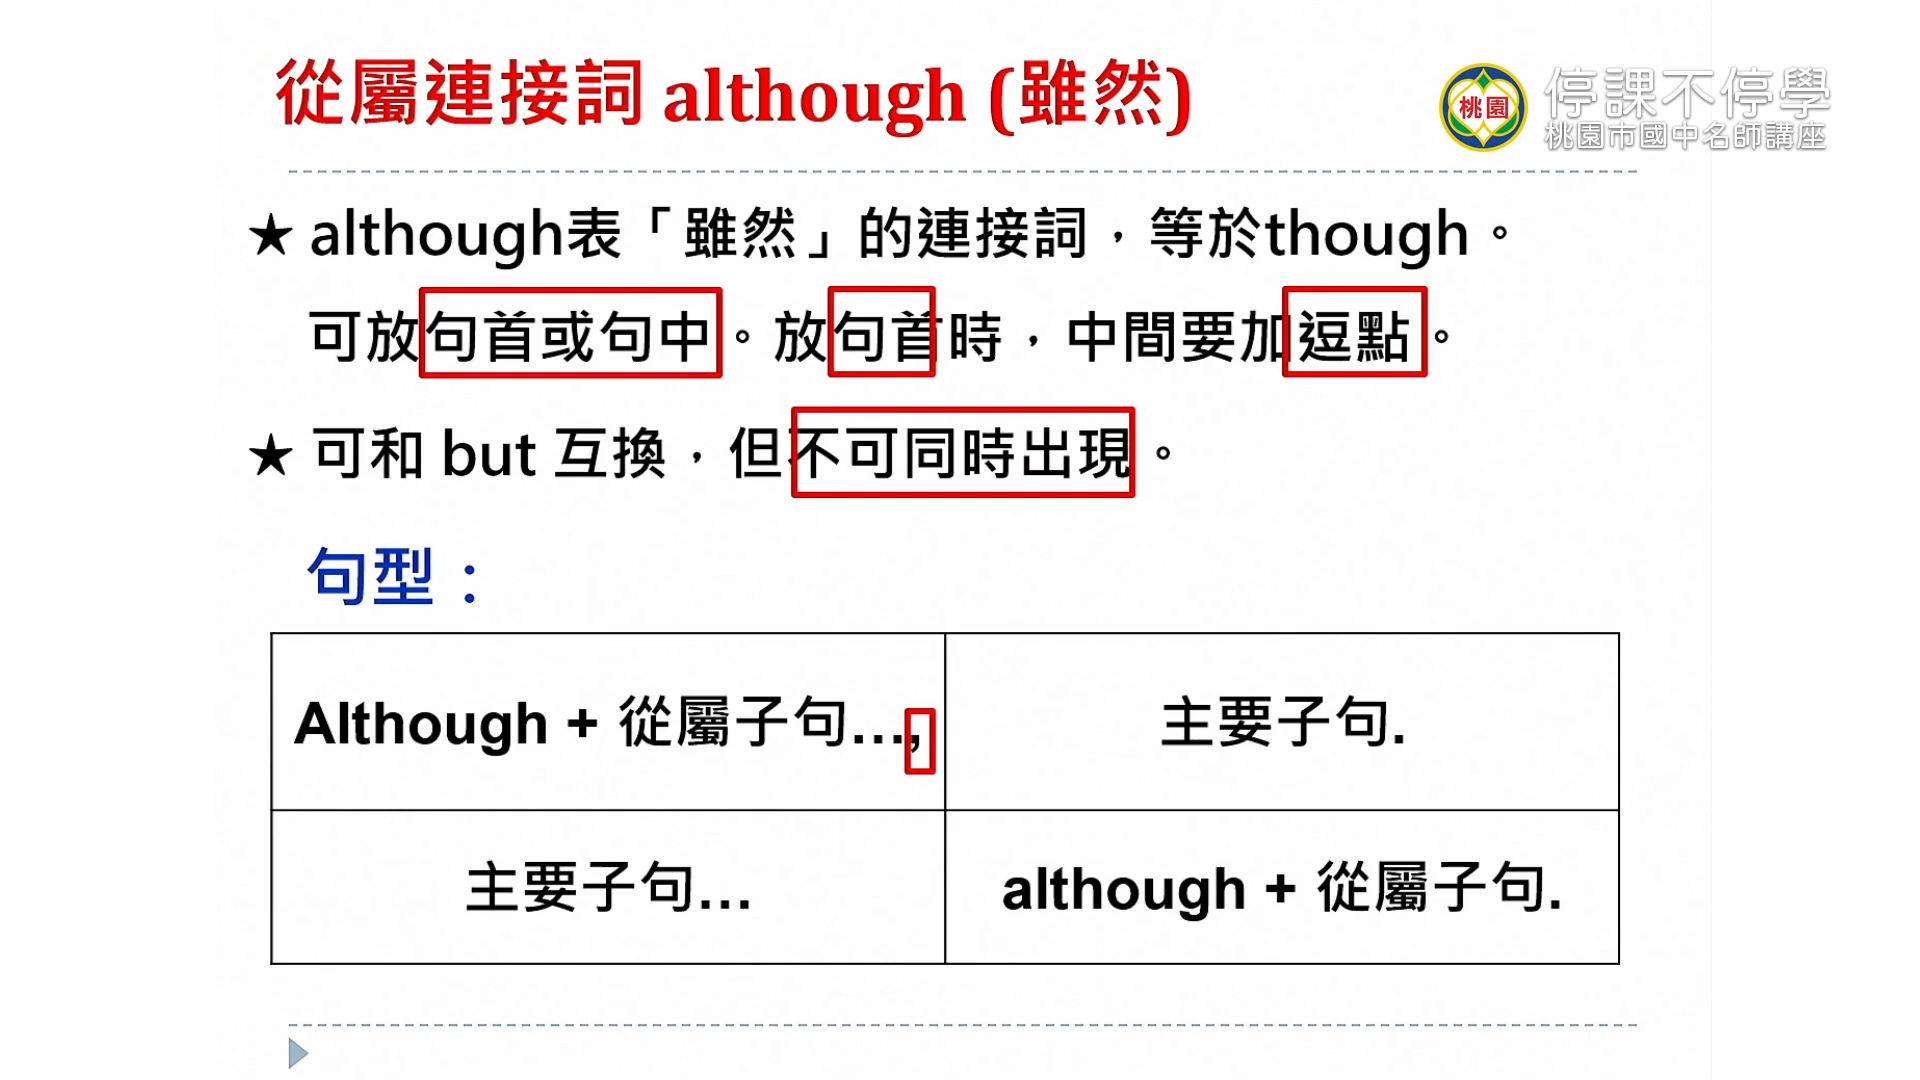 從屬連接詞 although (雖然)
桃園
停課不停學
桃園市國中名師講座
★ although表「雖然」的連接詞，等於though。
可放句首或句中。放句首時，中間要加逗點。
★ 可和 but 互換，但不可同時出現。
句型：
Although + 從屬子句…,
主要子句.
主要子句…
although + 從屬子句.